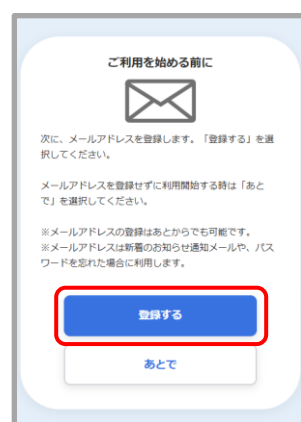 ご利用を始める前に
次に、メールアドレスを登録します。「登録する」を選
択してください。
メールアドレスを登録せずに利用開始する時は「あと
で」を選択してください。
※メールアドレスの登録はあとからでも可能です。
※メールアドレスは新着のお知らせ通知メールや、パス
ワードを忘れた場合に利用します。
登録する
あとで